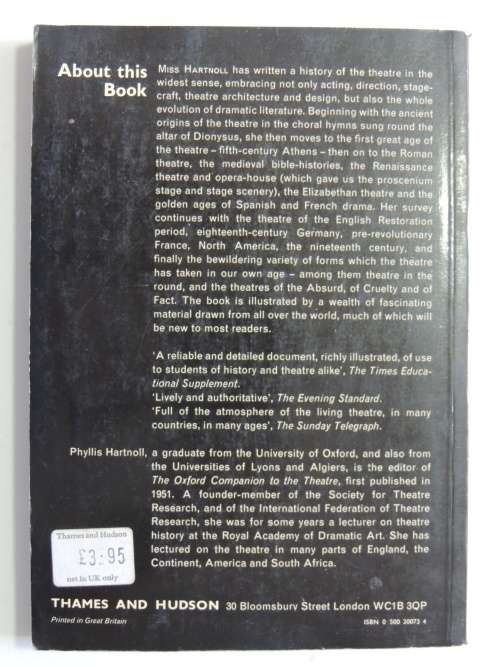 About this
Book
MISS HARTNOLL has written a history of the theatre in the
widest sense, embracing not only acting, direction, stage-
craft, theatre architecture and design, but also the whole
evolution of dramatic literature. Beginning with the ancient
origins of the theatre in the choral hymns sung round the
altar of Dionysus, she then moves to the first great age of
the theatre – fifth-century Athens – then on to the Roman
theatre, the medieval bible-histories, the Renaissance
theatre and opera-house (which gave us the proscenium
stage and stage scenery), the Elizabethan theatre and the
golden ages of Spanish and French drama. Her survey
continues with the theatre of the English Restoration
period, eighteenth-century Germany, pre-revolutionary
France, North America, the nineteenth century, and
finally the bewildering variety of forms which the theatre
has taken in our own age – among them theatre in the
round, and the theatres of the Absurd, of Cruelty and of
Fact. The book is illustrated by a wealth of fascinating
material drawn from all over the world, much of which will
be new to most readers.
'A reliable and detailed document, richly illustrated, of use
to students of history and theatre alike', The Times Educa-
tional Supplement.
'Lively and authoritative', The Evening Standard.
'Full of the atmosphere of the living theatre, in many
countries, in many ages', The Sunday Telegraph.
Phyllis Hartnoll, a graduate from the University of Oxford, and also from
the Universities of Lyons and Algiers, is the editor of
The Oxford Companion to the Theatre, first published in
1951. A founder-member of the Society for Theatre
Research, and of the International Federation of Theatre
Research, she was for some years a lecturer on theatre
history at the Royal Academy of Dramatic Art. She has
lectured on the theatre in many parts of England, the
Continent, America and South Africa.
Thames and Hudson
£3.95
net in UK only
THAMES AND HUDSON 30 Bloomsbury Street London WC1B 3QP
Printed in Great Britain
ISBN 0 500 20073 4